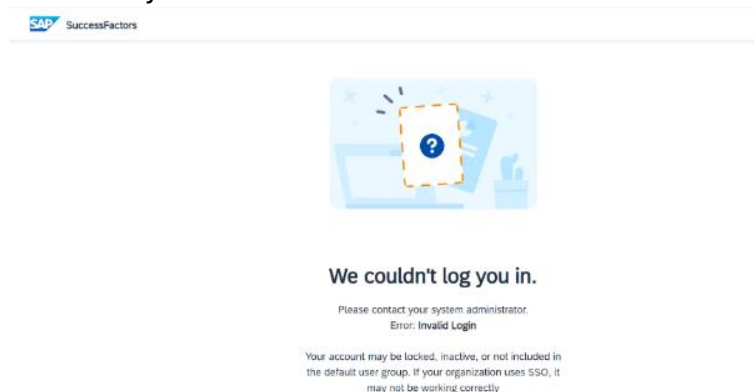 SAP SuccessFactors
?
We couldn't log you in.
Please contact your system administrator.
Error: Invalid Login
Your account may be locked, inactive, or not included in
the default user group. If your organization uses SSO, it
may not be working correctly